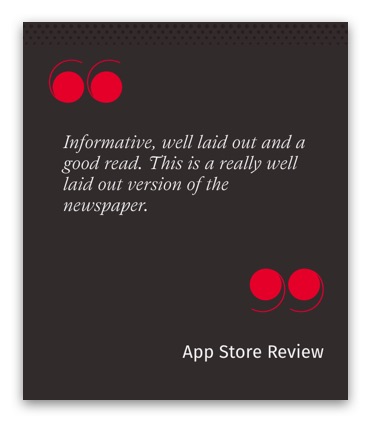 Informative, well laid out and a
good read. This is a really well
laid out version of the
newspaper.
App Store Review